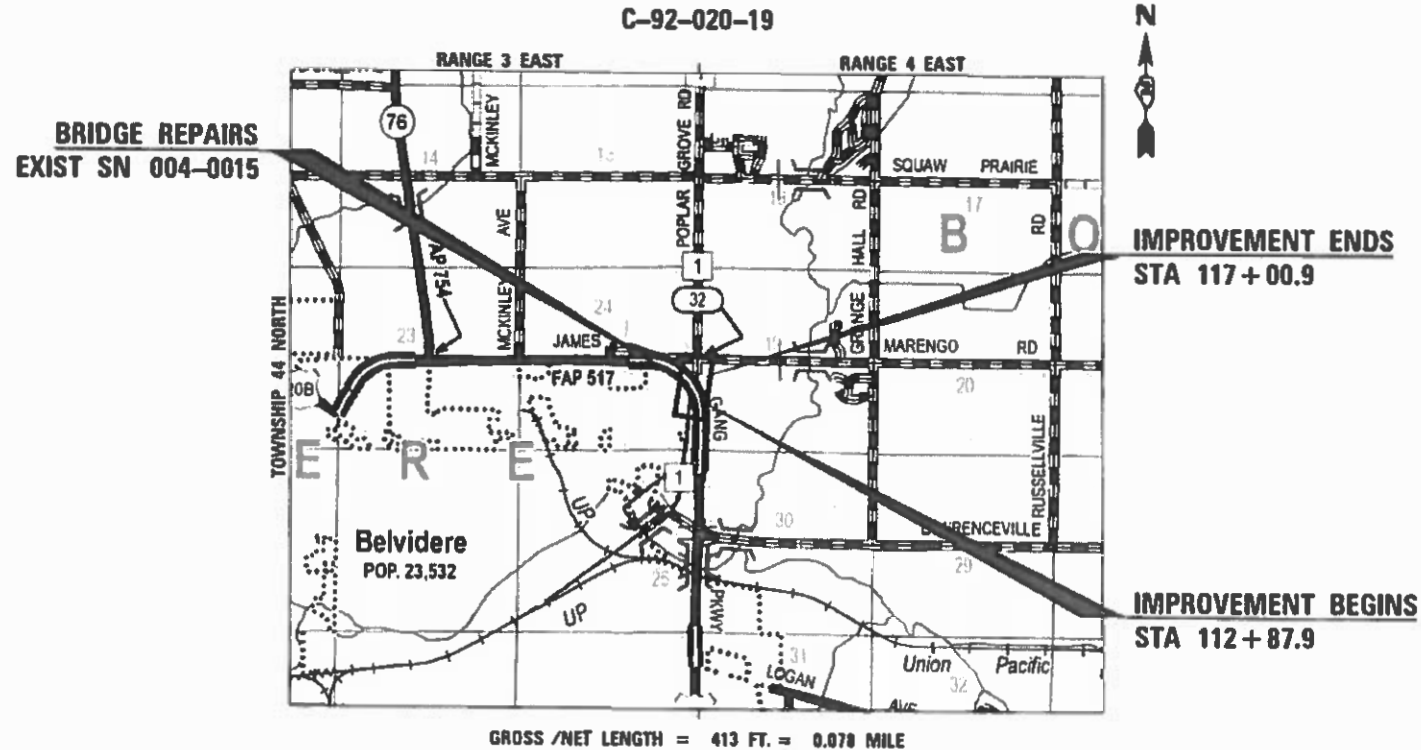 C-92-020-19
N
RANGE 3 EAST
RANGE 4 EAST
BRIDGE REPAIRS
EXIST SN 004-0015
76
MCKINLEY
14
GROVE RD
SQUAW PRAIRIE
17
AVE
POPLAR
HALL RD
RD
B O
IMPROVEMENT ENDS
STA 117+00.9
1
32
TOWNSHIP 44 NORTH
23
MCKINLEY
24
JAMES
GRANGE
MARENGO RD
20B
FAP 517
20
GANG
E R E
1
RUSSELLVILLE
UP
30
Belvidere
POP. 23,532
29
UP
PKWY
IMPROVEMENT BEGINS
STA 112+87.9
31
Union Pacific
LOGAN
32
AVE
GROSS /NET LENGTH = 413 FT. = 0.078 MILE